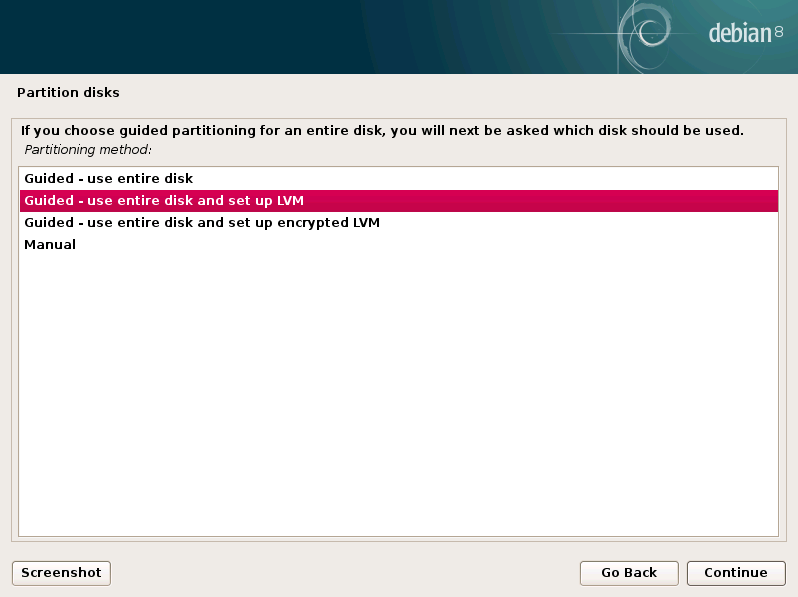 debian 8
Partition disks
If you choose guided partitioning for an entire disk, you will next be asked which disk should be used.
Partitioning method:
Guided - use entire disk
Guided - use entire disk and set up LVM
Guided - use entire disk and set up encrypted LVM
Manual
Screenshot Go Back Continue